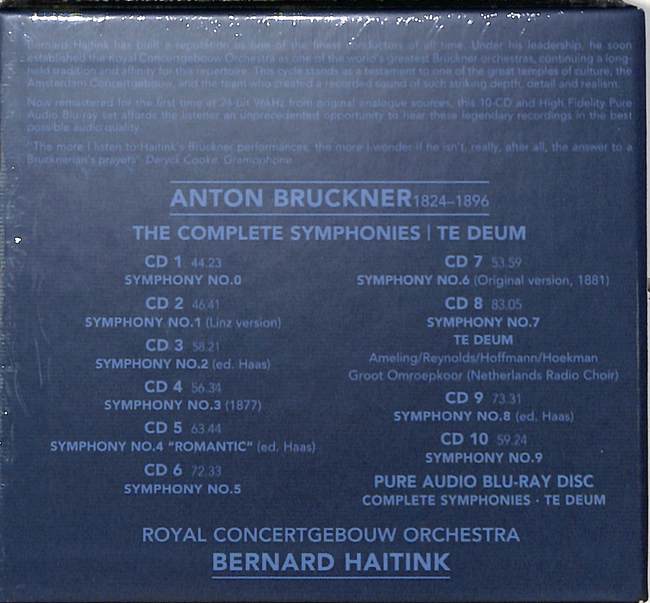 Bernard Haitink has built a reputation as one of the finest conductors of all time. Under his leadership, he soon
established the royal Concertgebouw Orchestra as one of the world's greatest Bruckner orchestras, continuing a long-
held tradition and affinity for this repertoire. This cycle stands as a testament to one of the great temples of culture, the
Amsterdam Concertgebouw, and the team who created a recorded sound of such striking depth, detail and realism.
Now remastered for the first time at 24-bit 96kHz from original analogue sources, this 10-CD and High Fidelity Pure
Audio Blu-ray set affords the listener an unprecedented opportunity to hear these legendary recordings in the best
possible audio quality.
"The more I listen to Haitink's Bruckner performances, the more I wonder if he isn't, really, after all, the answer to a
Brucknerian's prayers" Deryck Cooke, Gramophone
ANTON BRUCKNER 1824–1896
THE COMPLETE SYMPHONIES | TE DEUM
CD 1 44.23
SYMPHONY NO.0
CD 2 46.41
SYMPHONY NO.1 (Linz version)
CD 3 58.21
SYMPHONY NO.2 (ed. Haas)
CD 4 56.34
SYMPHONY NO.3 (1877)
CD 5 63.44
SYMPHONY NO.4 "ROMANTIC" (ed. Haas)
CD 6 72.33
SYMPHONY NO.5
CD 7 53.59
SYMPHONY NO.6 (Original version, 1881)
CD 8 83.05
SYMPHONY NO.7
TE DEUM
Ameling/Reynolds/Hoffmann/Hoekman
Groot Omroepkoor (Netherlands Radio Choir)
CD 9 73.31
SYMPHONY NO.8 (ed. Haas)
CD 10 59.24
SYMPHONY NO.9
PURE AUDIO BLU-RAY DISC
COMPLETE SYMPHONIES · TE DEUM
ROYAL CONCERTGEBOUW ORCHESTRA
BERNARD HAITINK